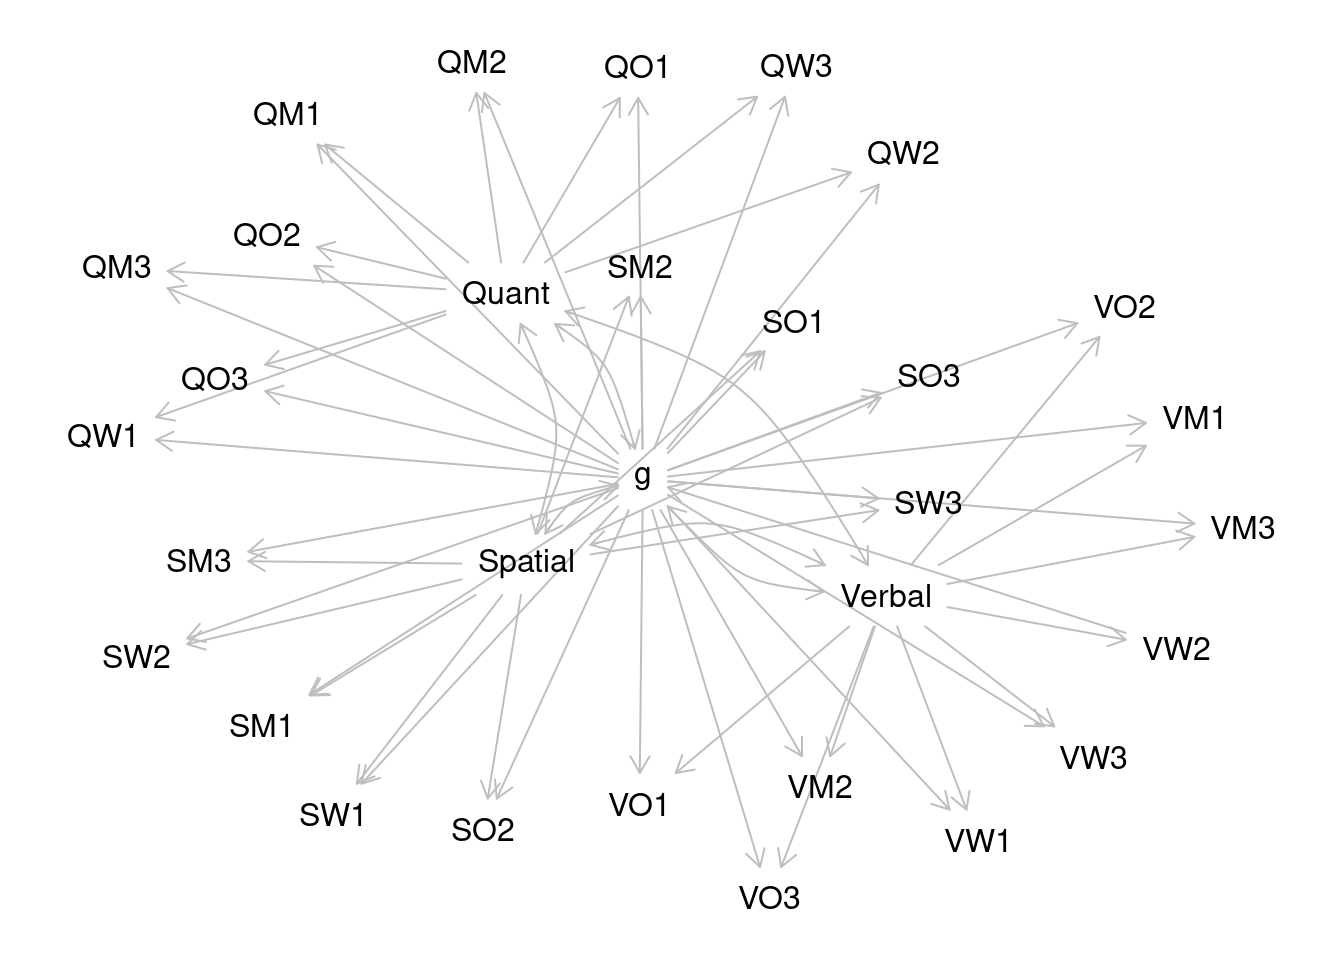 QM2
QO1
QW3
QM1
QW2
QO2
QM3
SM2
Quant
VO2
SO1
QO3
SO3
VM1
QW1
g
SW3
VM3
SM3
Spatial
Verbal
SW2
VW2
SM1
VW3
VM2
VO1
SW1
SO2
VW1
VO3